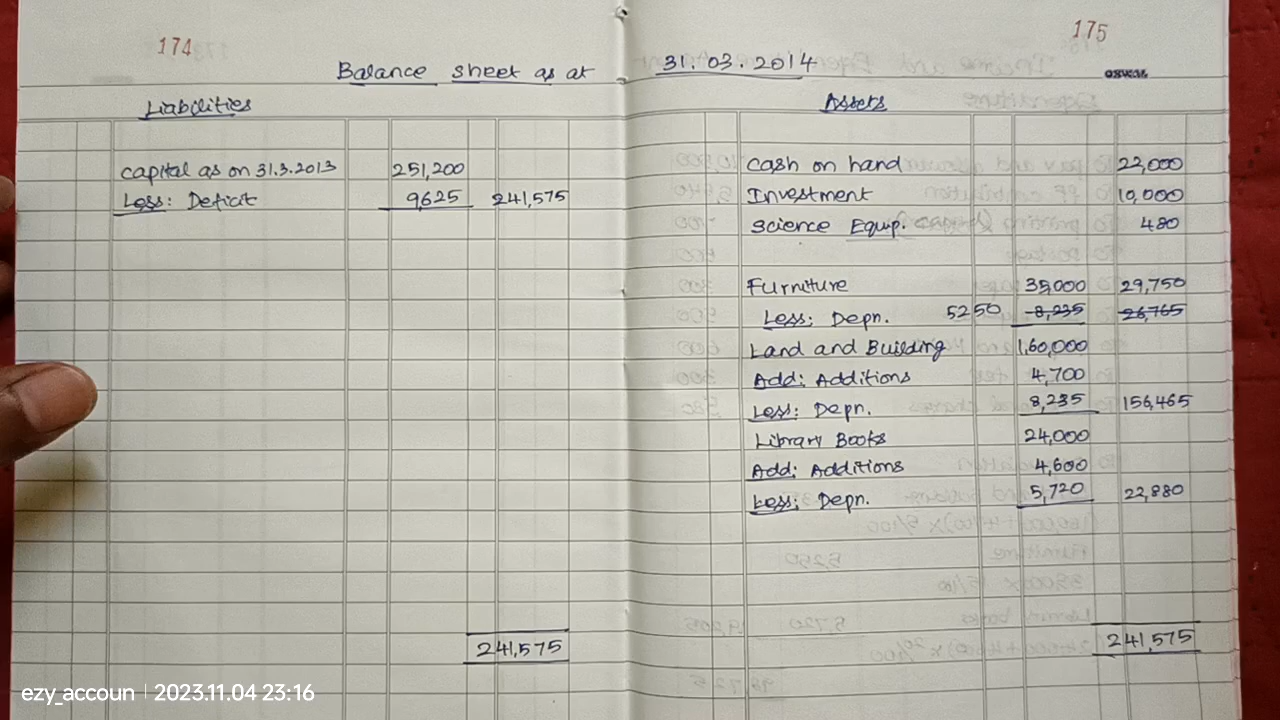 174
175
Balance sheet as at 31.03.2014
Liabilities
capital as on 31.3.2013 251,200
Less: Deficit 9625 241,575
241,575
Assets
Cash on hand 22,000
Investment 10,000
Science Equip. 480
Furniture 35,000 29,750
Less: Depn. 5250 8,235 26,765
Land and Building 1,60,000
Add: Additions 4,700
Less: Depn. 8,235 156,465
Library Books 24,000
Add: Additions 4,600
Less: Depn. 5,720 22,880
241,575
ezy_accoun | 2023.11.04 23:16